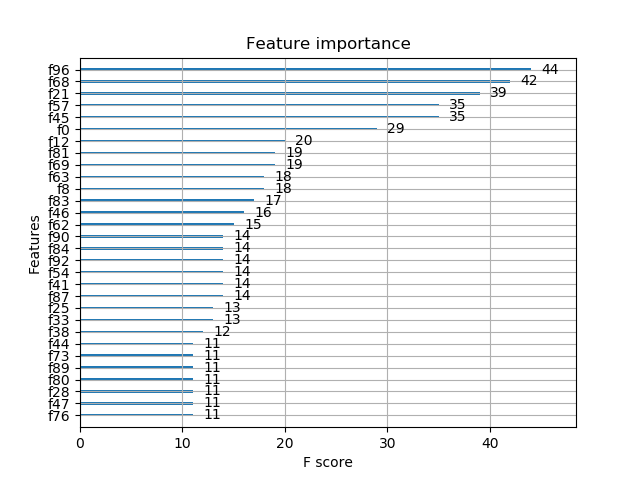 Feature importance
f96 44
f68 42
f21 39
f57 35
f45 35
f0 29
f12 20
f81 19
f69 19
f63 18
f8 18
f83 17
f46 16
f62 15
f90 14
f84 14
f92 14
f54 14
f41 14
f87 14
f25 13
f33 13
f38 12
f44 11
f73 11
f89 11
f80 11
f28 11
f47 11
f76 11
Features
0 10 20 30 40
F score